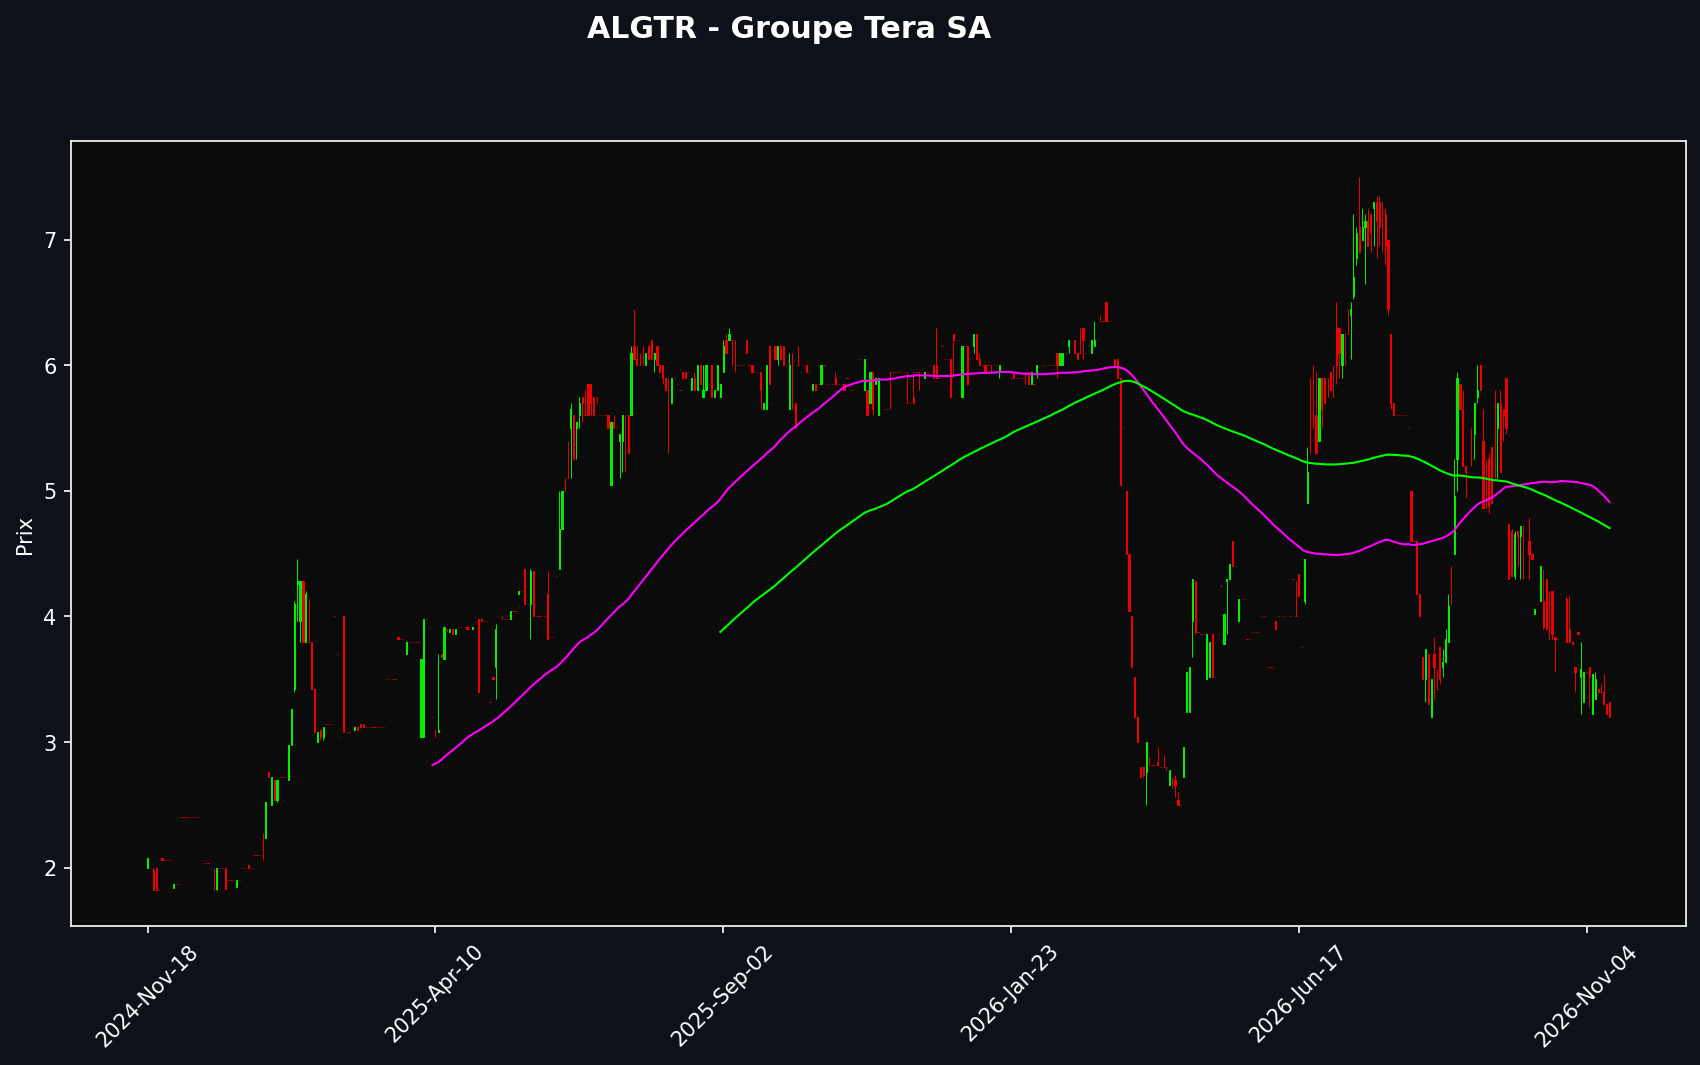 ALGTR - Groupe Tera SA
Prix
7
6
5
4
3
2
2024-Nov-18
2025-Apr-10
2025-Sep-02
2026-Jan-23
2026-Jun-17
2026-Nov-04